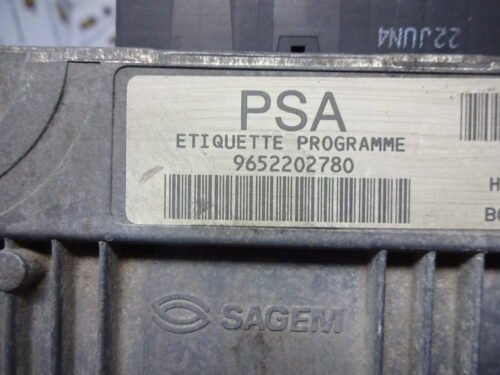 22JUN4
PSA
ETIQUETTE PROGRAMME
9652202780
SAGEM